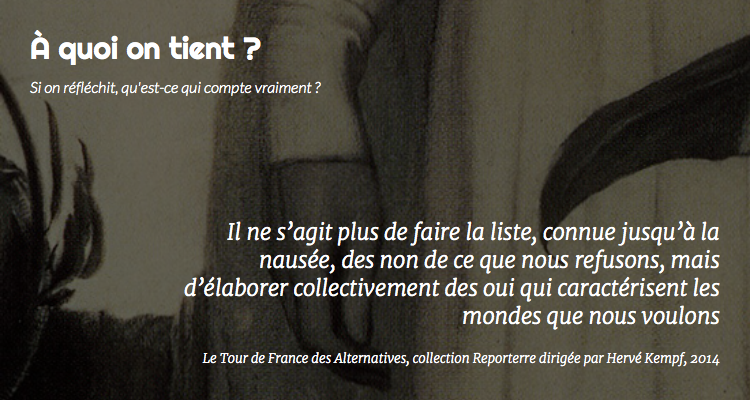 À quoi on tient ?
Si on réfléchit, qu'est-ce qui compte vraiment ?
Il ne s’agit plus de faire la liste, connue jusqu’à la
nausée, des non de ce que nous refusons, mais
d’élaborer collectivement des oui qui caractérisent les
mondes que nous voulons
Le Tour de France des Alternatives, collection Reporterre dirigée par Hervé Kempf, 2014